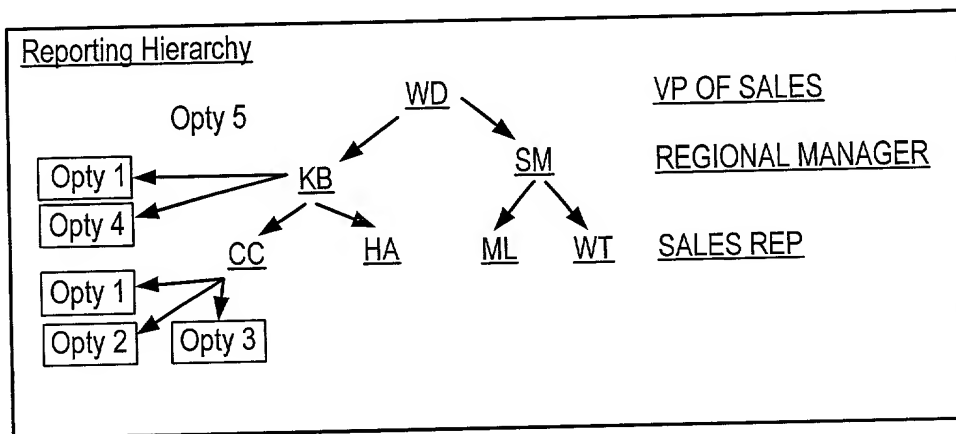 Reporting Hierarchy
WD VP OF SALES
Opty 5
SM REGIONAL MANAGER
Opty 1 KB
Opty 4
CC HA ML WT SALES REP
Opty 1
Opty 2 Opty 3